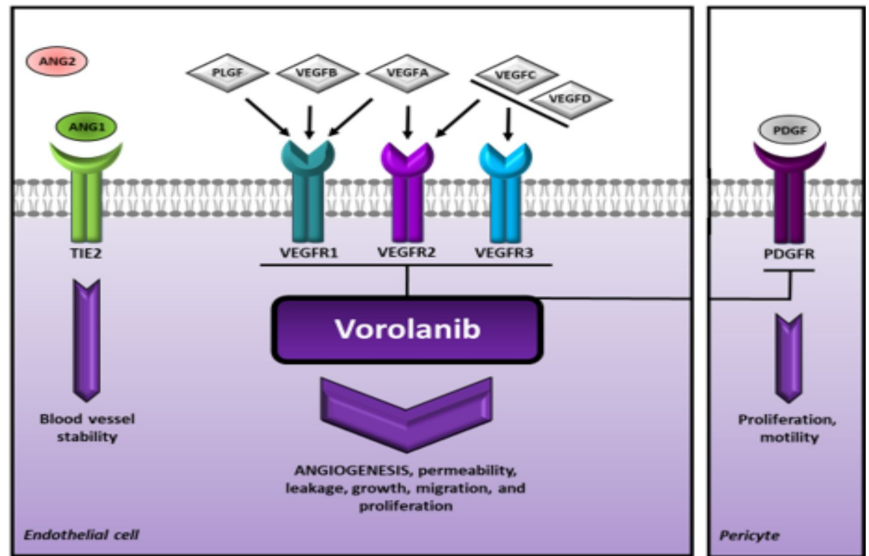 ANG2
PLGF
VEGFB
VEGFA
VEGFC
VEGFD
ANG1
PDGF
TIE2
VEGFR1
VEGFR2
VEGFR3
PDGFR
Vorolanib
Blood vessel
stability
Proliferation,
motility
ANGIOGENESIS, permeability,
leakage, growth, migration, and
proliferation
Endothelial cell
Pericyte